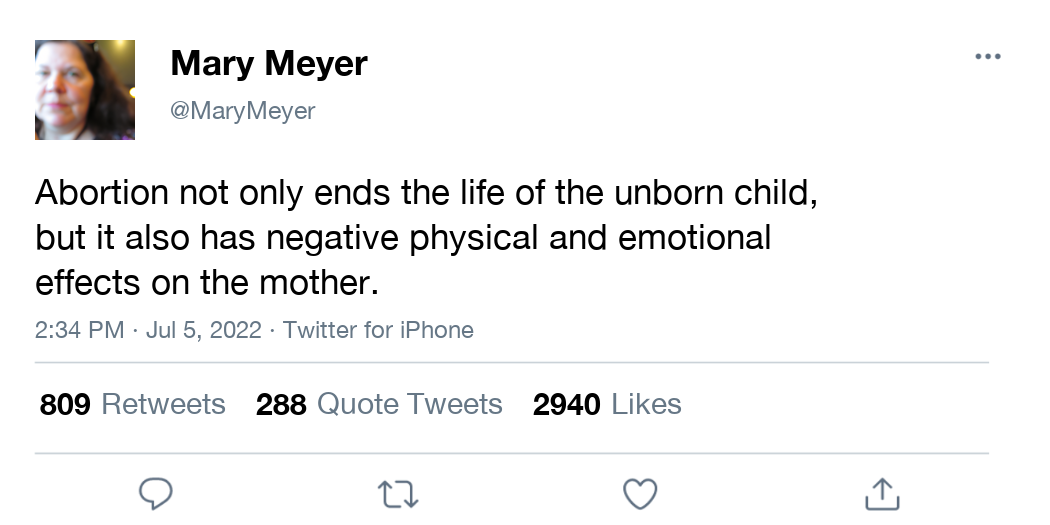 Mary Meyer
@MaryMeyer
Abortion not only ends the life of the unborn child,
but it also has negative physical and emotional
effects on the mother.
2:34 PM · Jul 5, 2022 · Twitter for iPhone
809 Retweets 288 Quote Tweets 2940 Likes